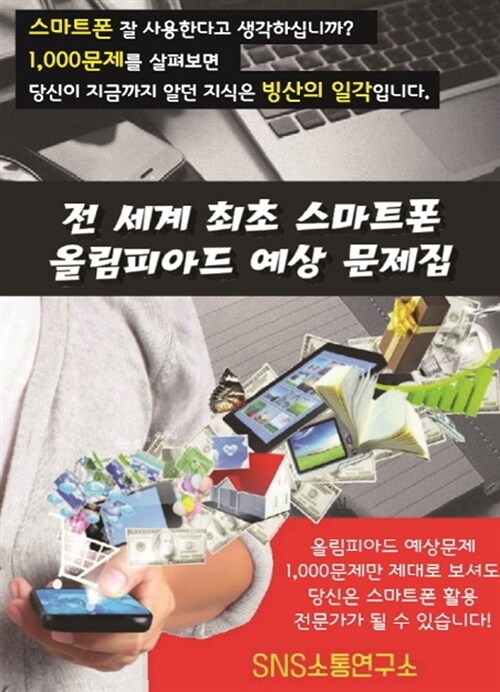 스마트폰 잘 사용한다고 생각하십니까?
1,000문제를 살펴보면
당신이 지금까지 알던 지식은 빙산의 일각입니다.
전 세계 최초 스마트폰
올림피아드 예상 문제집
올림피아드 예상문제
1,000문제만 제대로 보셔도
당신은 스마트폰 활용
전문가가 될 수 있습니다!
SNS소통연구소